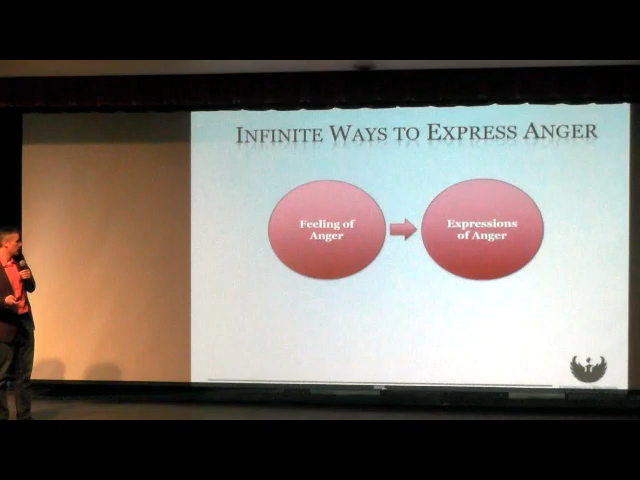 INFINITE WAYS TO EXPRESS ANGER
Feeling of
Anger
Expressions
of Anger